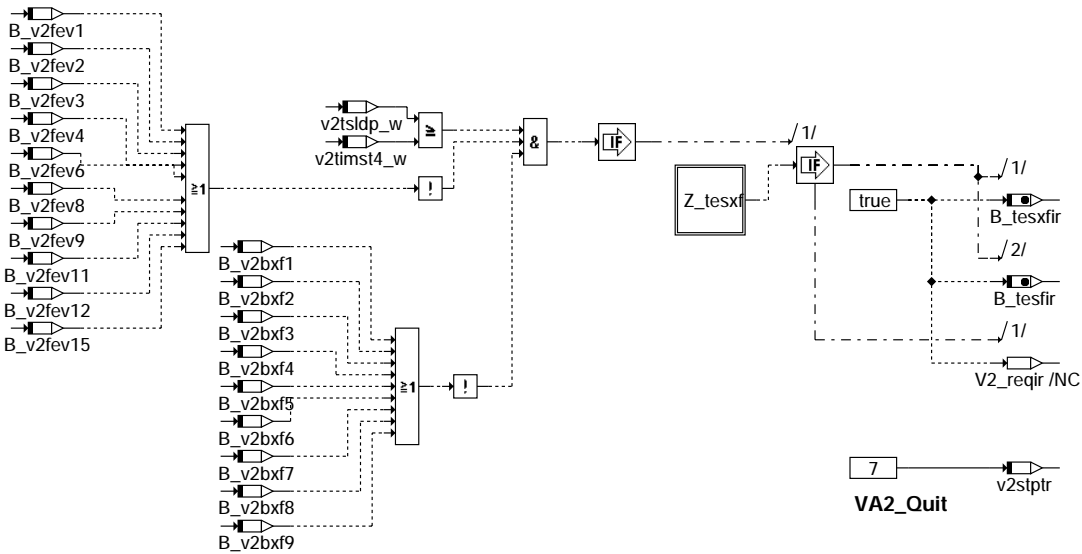 B_v2fev1
B_v2fev2
B_v2fev3
B_v2fev4
B_v2fev6
B_v2fev8
B_v2fev9
B_v2fev11
B_v2fev12
B_v2fev15
≥1
!
v2tsldp_w
v2timst4_w
≥
&
IF
/1/
Z_tesxf
IF
/1/
true
B_tesxfir
/2/
B_tesfir
/1/
V2_reqir /NC
B_v2bxf1
B_v2bxf2
B_v2bxf3
B_v2bxf4
B_v2bxf5
B_v2bxf6
B_v2bxf7
B_v2bxf8
B_v2bxf9
≥1
!
7
v2stptr
VA2_Quit